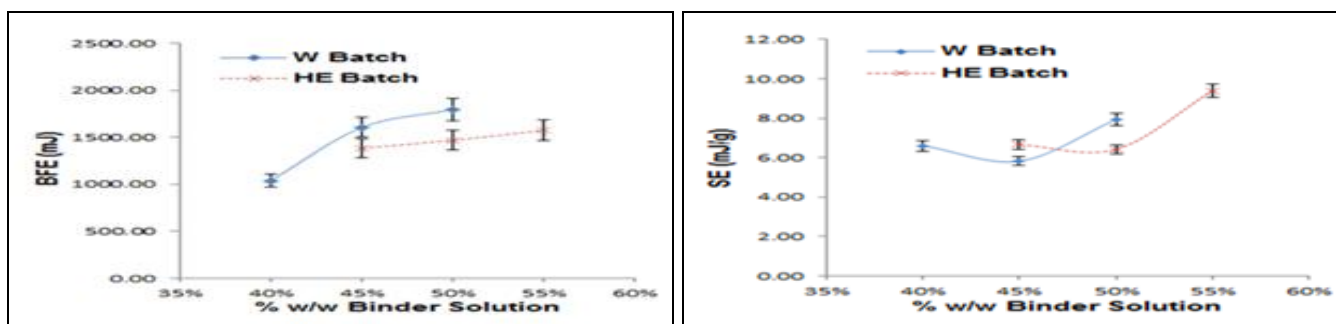 2500.00
2000.00
1500.00
1000.00
500.00
0.00
BFE (mJ)
W Batch
HE Batch
35% 40% 45% 50% 55% 60%
% w/w Binder Solution
12.00
10.00
8.00
6.00
4.00
2.00
0.00
SE (mJ/g)
W Batch
HE Batch
35% 40% 45% 50% 55% 60%
% w/w Binder Solution